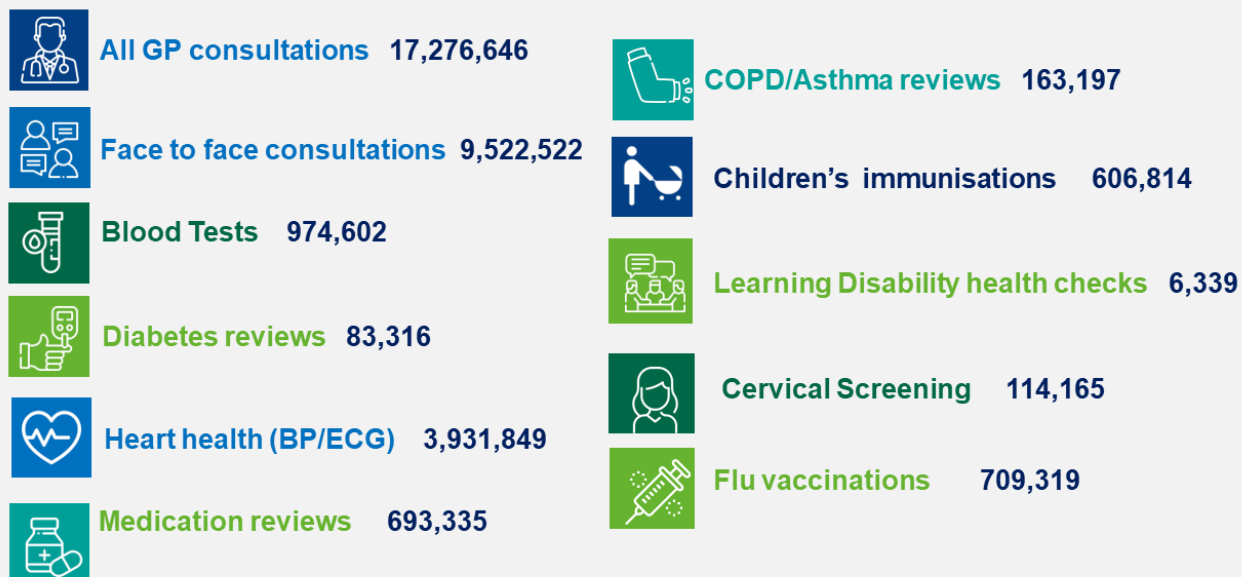 All GP consultations 17,276,646
Face to face consultations 9,522,522
Blood Tests 974,602
Diabetes reviews 83,316
Heart health (BP/ECG) 3,931,849
Medication reviews 693,335
COPD/Asthma reviews 163,197
Children’s immunisations 606,814
Learning Disability health checks 6,339
Cervical Screening 114,165
Flu vaccinations 709,319